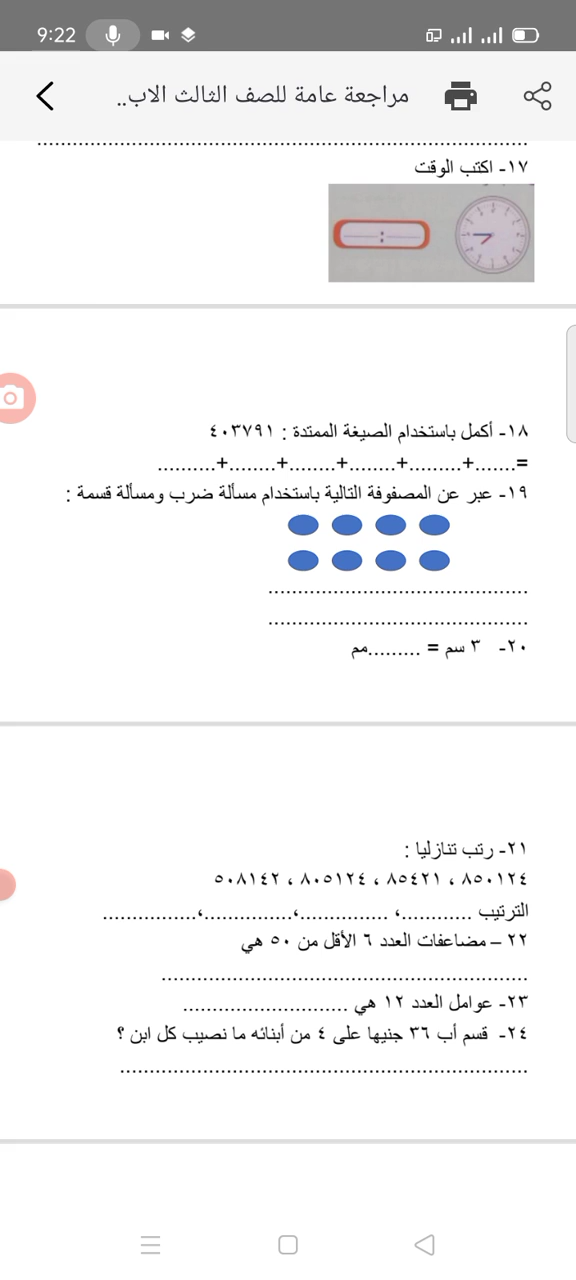 9:22
مراجعة عامة للصف الثالث الاب..
......................................................................
١٧- اكتب الوقت
:
١٨- أكمل باستخدام الصيغة الممتدة : ٤٠٣٧٩١
=.......+.........+........+........+........+..........
١٩- عبر عن المصفوفة التالية باستخدام مسألة ضرب ومسألة قسمة :
.............................................
.............................................
٢٠- ٣ سم = .........مم
٢١- رتب تنازليا :
٨٥٠١٢٤ ، ٨٥٤٢١ ، ٨٠٥١٢٤ ، ٥٠٨١٤٢
الترتيب ............، ...............،...............،................
٢٢ – مضاعفات العدد ٦ الأقل من ٥٠ هي
................................................................
٢٣- عوامل العدد ١٢ هي .............................
٢٤- قسم أب ٣٦ جنيها على ٤ من أبنائه ما نصيب كل ابن ؟
.......................................................................